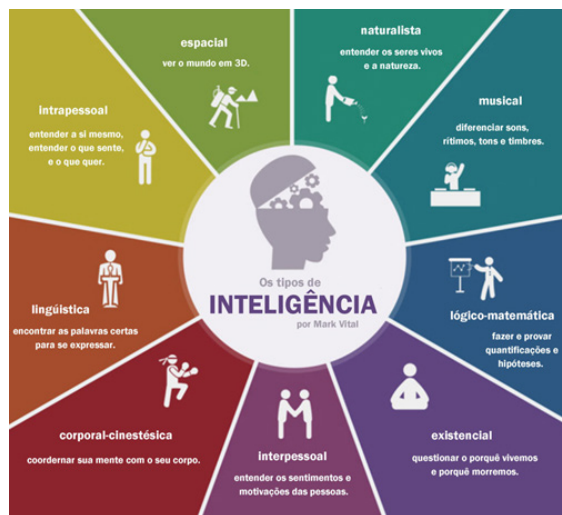 espacial
ver o mundo em 3D.
naturalista
entender os seres vivos
e a natureza.
musical
diferenciar sons,
rítimos, tons e timbres.
lógico-matemática
fazer e provar
quantificações e
hipóteses.
existencial
questionar o porquê vivemos
e porquê morremos.
interpessoal
entender os sentimentos e
motivações das pessoas.
corporal-cinestésica
coordernar sua mente com o seu corpo.
lingüística
encontrar as palavras certas
para se expressar.
intrapessoal
entender a si mesmo,
entender o que sente,
e o que quer.
Os tipos de
INTELIGÊNCIA
por Mark Vital